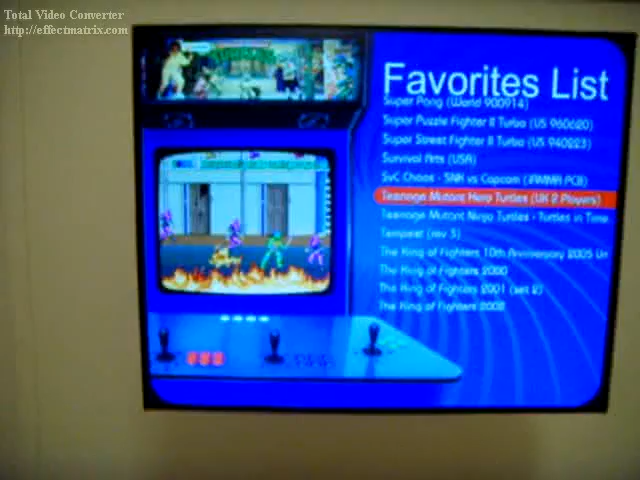 Total Video Converter
http://effectmatrix.com
Favorites List
Super Pong (World 900914)
Super Puzzle Fighter II Turbo (US 960620)
Super Street Fighter II Turbo (US 940223)
Survival Arts (USA)
SvC Chaos - SNK vs Capcom (JAMMA PCB)
Teenage Mutant Hero Turtles (UK 2 Players)
Teenage Mutant Ninja Turtles - Turtles in Time
Tempest (rev 3)
The King of Fighters 10th Anniversary 2005 Un
The King of Fighters 2000
The King of Fighters 2001 (set 2)
The King of Fighters 2002